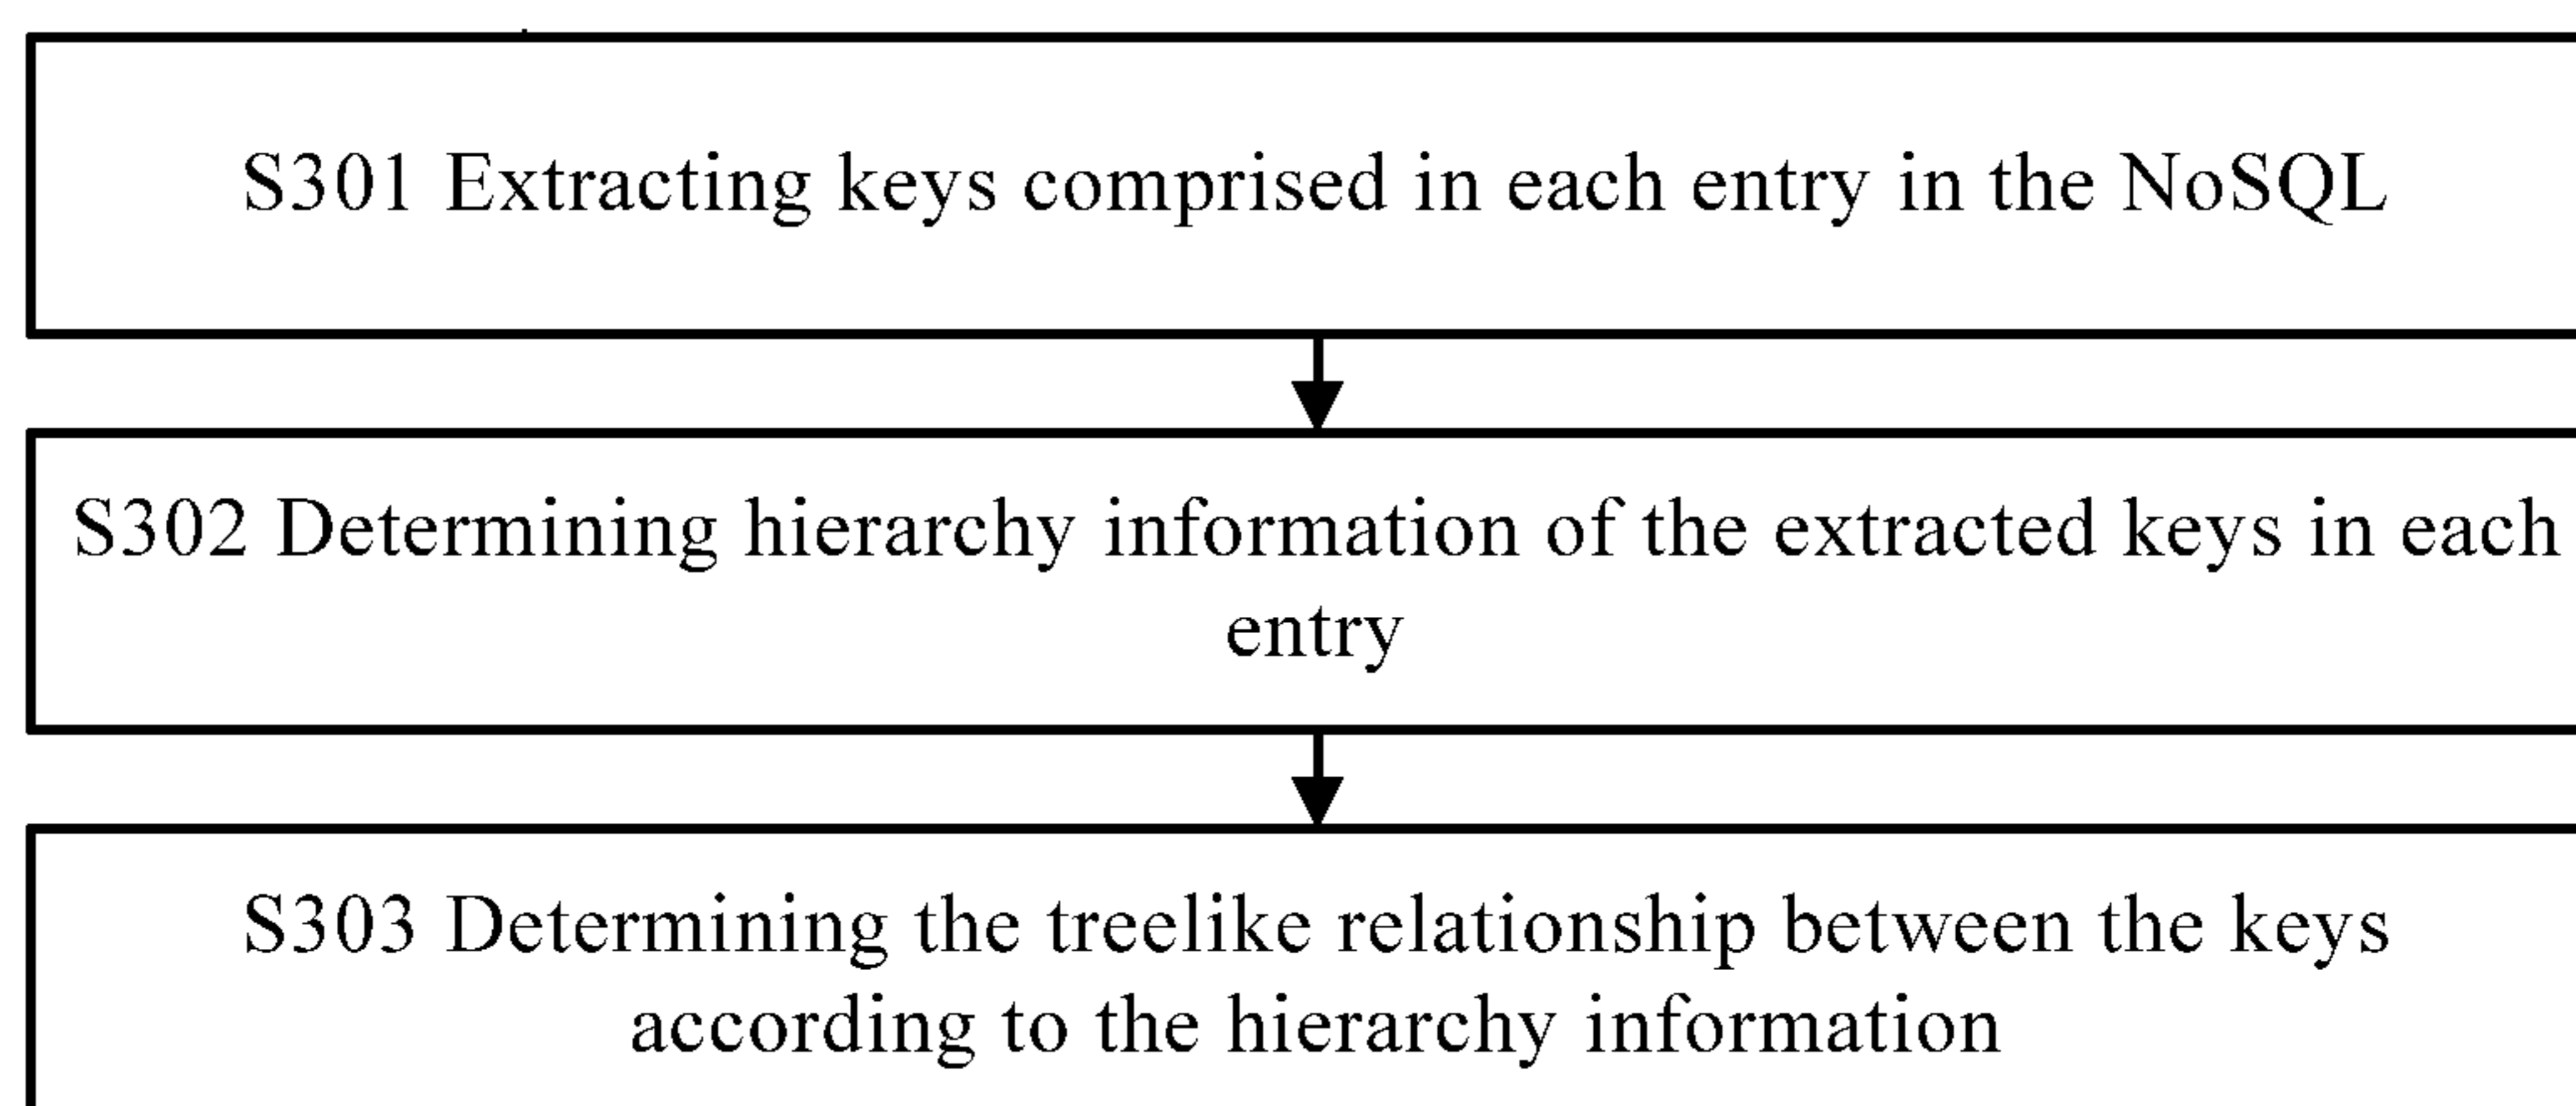 S301 Extracting keys comprised in each entry in the NoSQL
S302 Determining hierarchy information of the extracted keys in each
entry
S303 Determining the treelike relationship between the keys
according to the hierarchy information